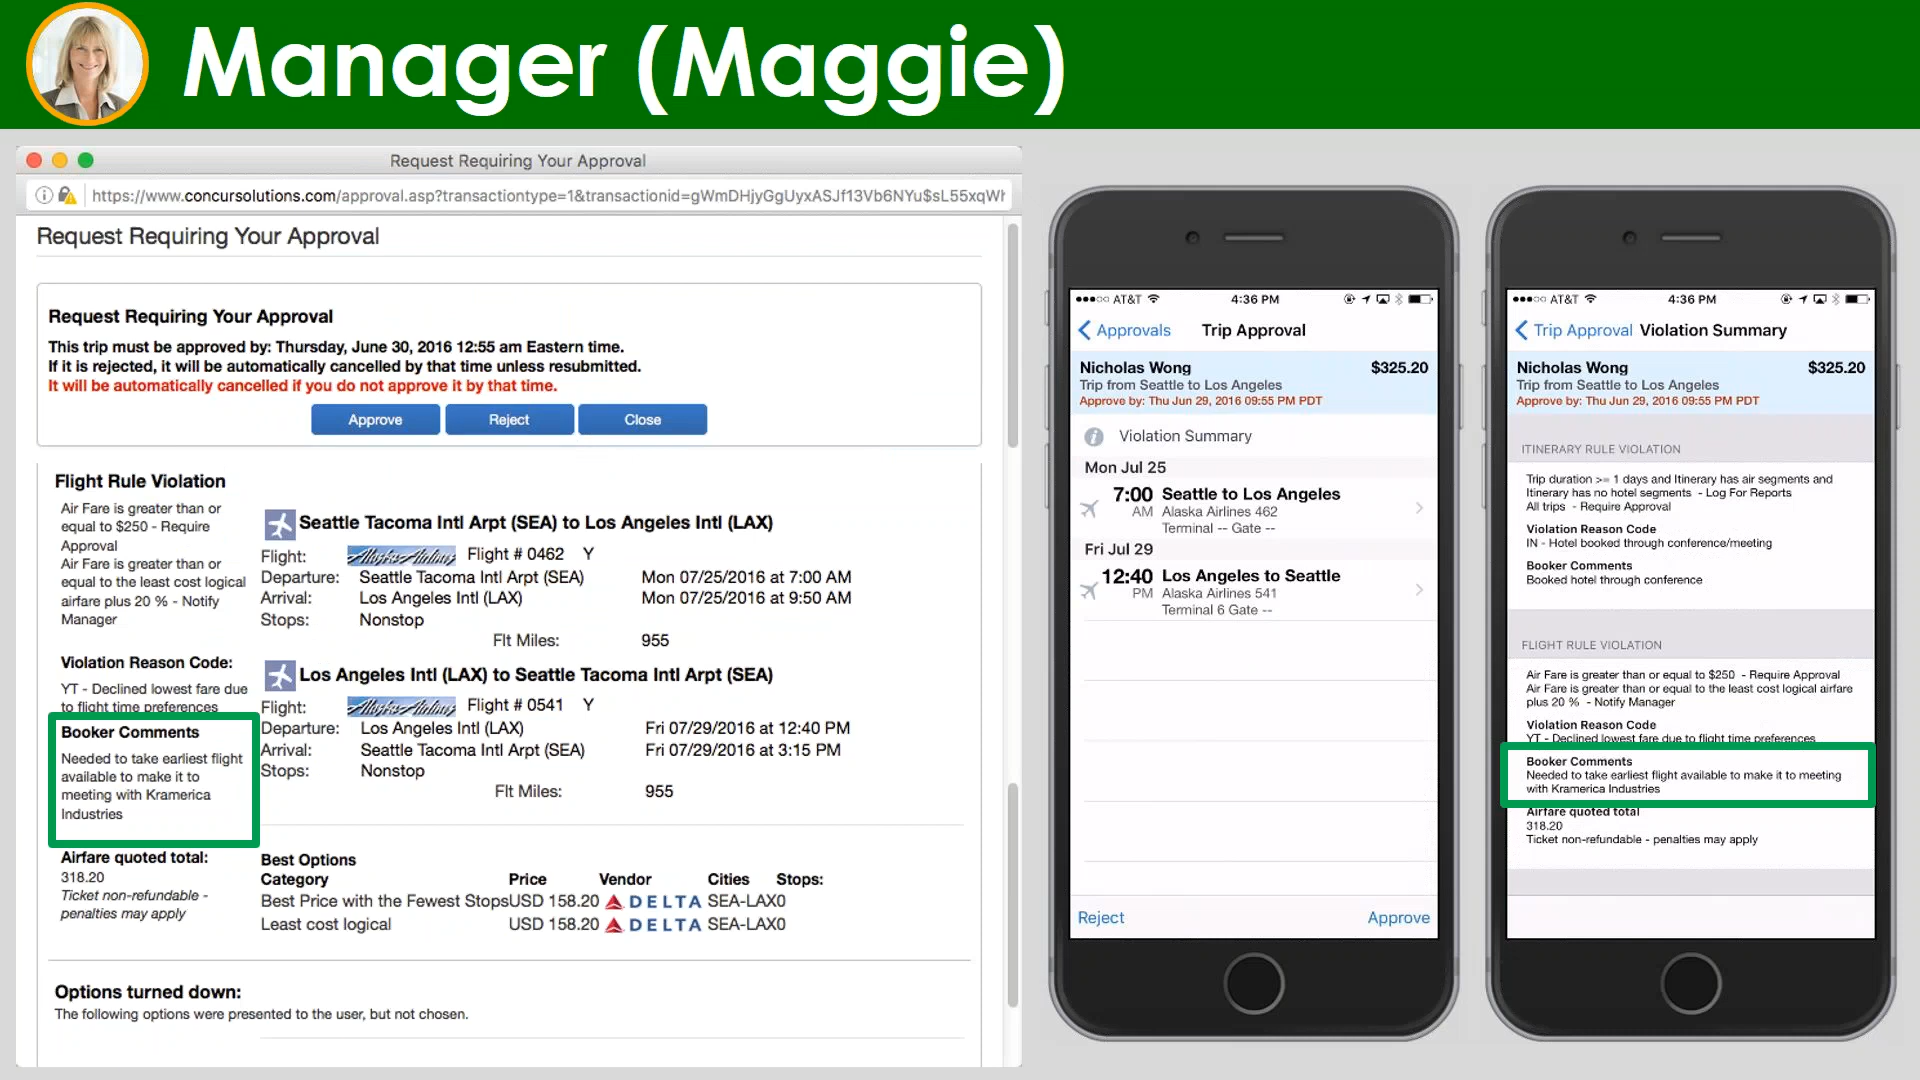 Manager (Maggie)
Request Requiring Your Approval
https://www.concursolutions.com/approval.asp?transactiontype=1&transactionid=gWmDHjyGgUyxASJf13Vb6NYu$sL55xqWh
Request Requiring Your Approval
Request Requiring Your Approval
This trip must be approved by: Thursday, June 30, 2016 12:55 am Eastern time.
If it is rejected, it will be automatically cancelled by that time unless resubmitted.
It will be automatically cancelled if you do not approve it by that time.
Approve Reject Close
Flight Rule Violation
Air Fare is greater than or
equal to $250 - Require
Approval
Air Fare is greater than or
equal to the least cost logical
airfare plus 20 % - Notify
Manager
Violation Reason Code:
YT - Declined lowest fare due
to flight time preferences
Booker Comments
Needed to take earliest flight
available to make it to
meeting with Kramerica
Industries
Airfare quoted total:
318.20
Ticket non-refundable -
penalties may apply
Seattle Tacoma Intl Arpt (SEA) to Los Angeles Intl (LAX)
Flight: Alaska Airlines Flight # 0462 Y
Departure: Seattle Tacoma Intl Arpt (SEA) Mon 07/25/2016 at 7:00 AM
Arrival: Los Angeles Intl (LAX) Mon 07/25/2016 at 9:50 AM
Stops: Nonstop
Flt Miles: 955
Los Angeles Intl (LAX) to Seattle Tacoma Intl Arpt (SEA)
Flight: Alaska Airlines Flight # 0541 Y
Departure: Los Angeles Intl (LAX) Fri 07/29/2016 at 12:40 PM
Arrival: Seattle Tacoma Intl Arpt (SEA) Fri 07/29/2016 at 3:15 PM
Stops: Nonstop
Flt Miles: 955
Best Options
Category Price Vendor Cities Stops:
Best Price with the Fewest Stops USD 158.20 DELTA SEA-LAX 0
Least cost logical USD 158.20 DELTA SEA-LAX 0
Options turned down:
The following options were presented to the user, but not chosen.
AT&T 4:36 PM
Approvals Trip Approval
Nicholas Wong $325.20
Trip from Seattle to Los Angeles
Approve by: Thu Jun 29, 2016 09:55 PM PDT
Violation Summary
Mon Jul 25
7:00 AM Seattle to Los Angeles
Alaska Airlines 462
Terminal -- Gate --
Fri Jul 29
12:40 PM Los Angeles to Seattle
Alaska Airlines 541
Terminal 6 Gate --
Reject Approve
AT&T 4:36 PM
Trip Approval Violation Summary
Nicholas Wong $325.20
Trip from Seattle to Los Angeles
Approve by: Thu Jun 29, 2016 09:55 PM PDT
ITINERARY RULE VIOLATION
Trip duration >= 1 days and Itinerary has air segments and
Itinerary has no hotel segments - Log For Reports
All trips - Require Approval
Violation Reason Code
IN - Hotel booked through conference/meeting
Booker Comments
Booked hotel through conference
FLIGHT RULE VIOLATION
Air Fare is greater than or equal to $250 - Require Approval
Air Fare is greater than or equal to the least cost logical airfare
plus 20 % - Notify Manager
Violation Reason Code
YT - Declined lowest fare due to flight time preferences
Booker Comments
Needed to take earliest flight available to make it to meeting
with Kramerica Industries
Airfare quoted total
318.20
Ticket non-refundable - penalties may apply